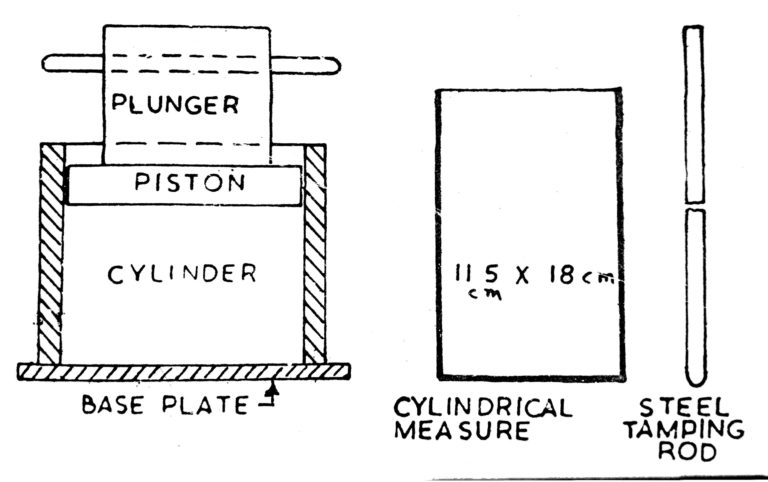 PLUNGER
PISTON
CYLINDER
BASE PLATE
11 5 X 18 cm
cm
CYLINDRICAL
MEASURE
STEEL
TAMPING
ROD